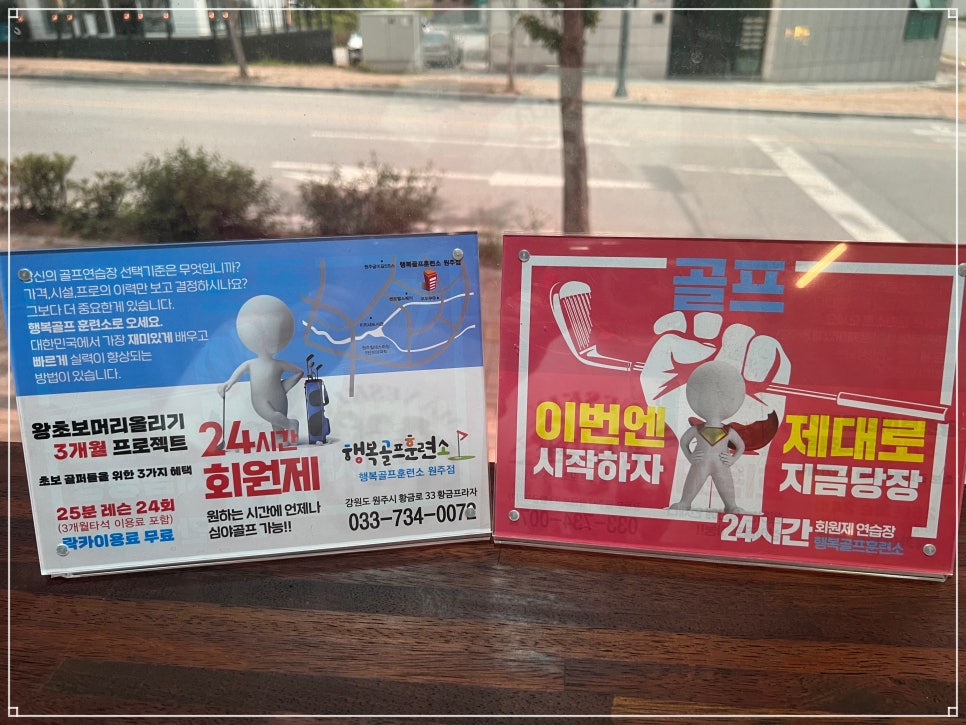 당신의 골프연습장 선택기준은 무엇입니까?
가격,시설,프로의 이력만 보고 결정하시나요?
그보다 더 중요한게 있습니다.
행복골프 훈련소로 오세요.
대한민국에서 가장 재미있게 배우고
빠르게 실력이 향상되는
방법이 있습니다.
행복골프훈련소 원주점
왕초보머리올리기
3개월 프로젝트
초보 골퍼들을 위한 3가지 혜택
25분 레슨 24회
(3개월타석 이용료 포함)
락카이용료 무료
24시간
회원제
원하는 시간에 언제나
심야골프 가능!!
행복골프훈련소
행복골프훈련소 원주점
강원도 원주시 황금로 33 황금프라자
033-734-0072
골프
이번엔
시작하자
제대로
지금당장
24시간 회원제 연습장
행복골프훈련소